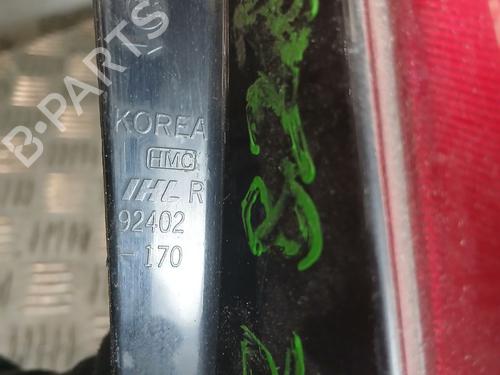 B-PARTS
KOREA
HMC
IHL R
92402
-170